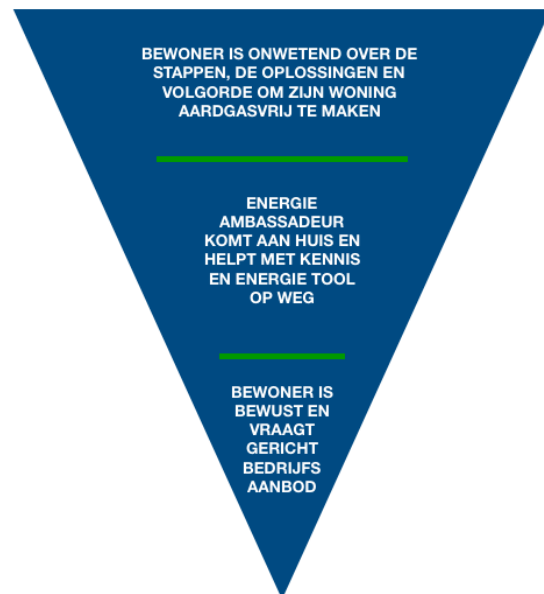 BEWONER IS ONWETEND OVER DE
STAPPEN, DE OPLOSSINGEN EN
VOLGORDE OM ZIJN WONING
AARDGASVRIJ TE MAKEN
ENERGIE
AMBASSADEUR
KOMT AAN HUIS EN
HELPT MET KENNIS
EN ENERGIE TOOL
OP WEG
BEWONER IS
BEWUST EN
VRAAGT
GERICHT
BEDRIJFS
AANBOD